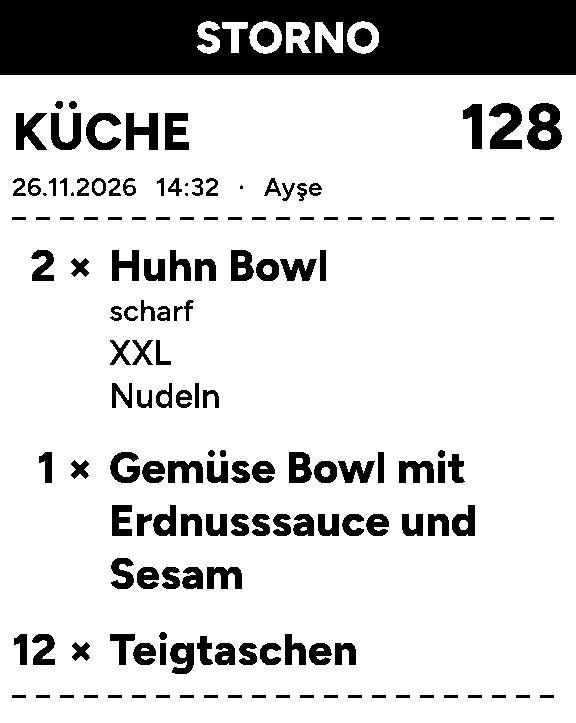 STORNO
KÜCHE 128
26.11.2026 14:32 · Ayşe
2 × Huhn Bowl
scharf
XXL
Nudeln
1 × Gemüse Bowl mit
Erdnusssauce und
Sesam
12 × Teigtaschen